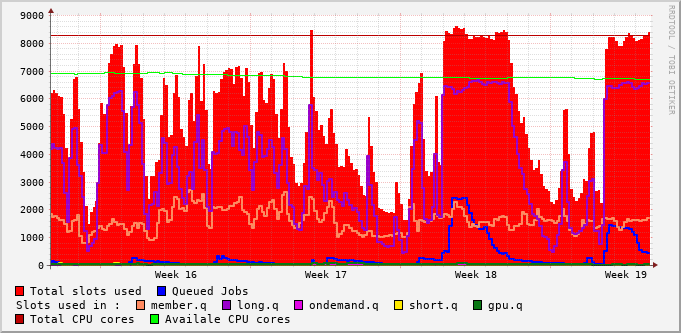 9000
8000
7000
6000
5000
4000
3000
2000
1000
0
Week 16 Week 17 Week 18 Week 19
RRDTOOL / TOBI OETIKER
Total slots used Queued Jobs
Slots used in : member.q long.q ondemand.q short.q gpu.q
Total CPU cores Availale CPU cores